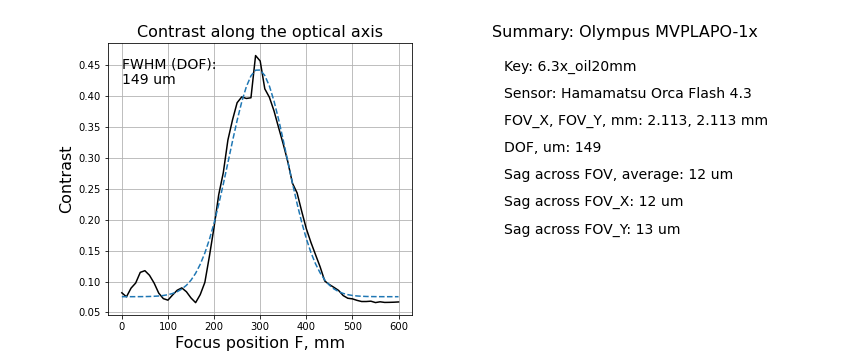 Contrast along the optical axis
FWHM (DOF):
149 um
Contrast
0.45
0.40
0.35
0.30
0.25
0.20
0.15
0.10
0.05
0
100
200
300
400
500
600
Focus position F, mm
Summary: Olympus MVPLAPO-1x
Key: 6.3x_oil20mm
Sensor: Hamamatsu Orca Flash 4.3
FOV_X, FOV_Y, mm: 2.113, 2.113 mm
DOF, um: 149
Sag across FOV, average: 12 um
Sag across FOV_X: 12 um
Sag across FOV_Y: 13 um